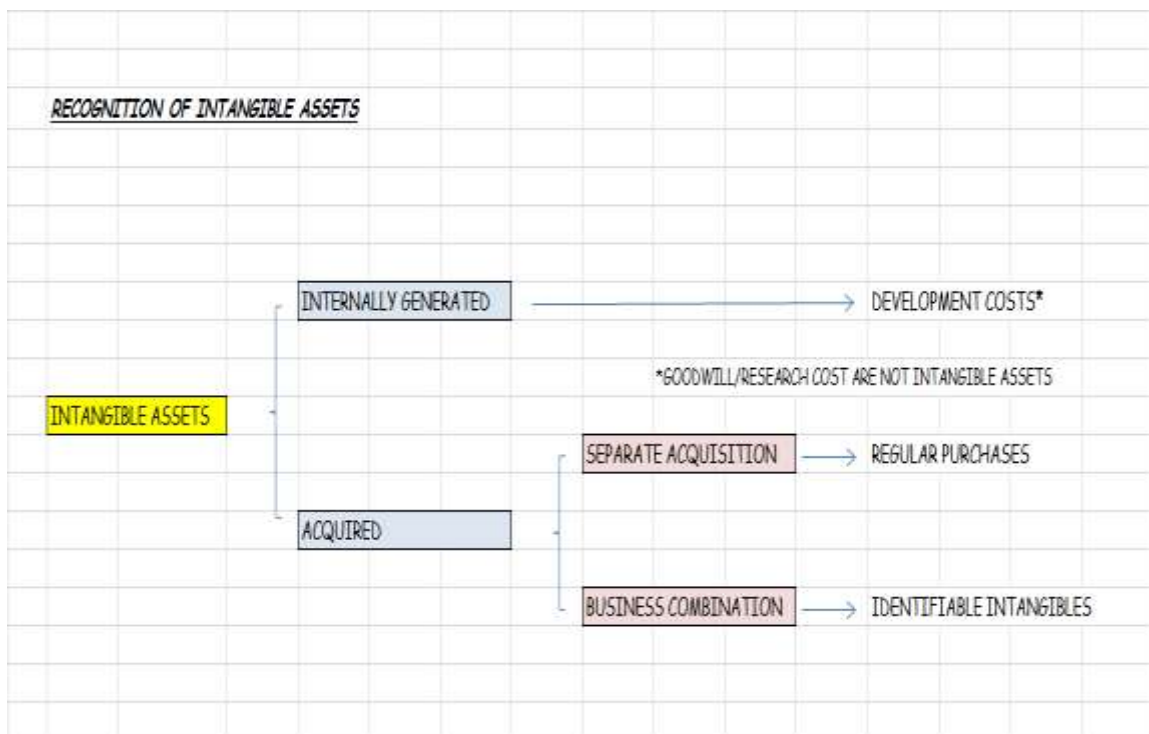 RECOGNITION OF INTANGIBLE ASSETS
INTERNALLY GENERATED
DEVELOPMENT COSTS*
*GOODWILL/RESEARCH COST ARE NOT INTANGIBLE ASSETS
INTANGIBLE ASSETS
SEPARATE ACQUISITION
REGULAR PURCHASES
ACQUIRED
BUSINESS COMBINATION
IDENTIFIABLE INTANGIBLES